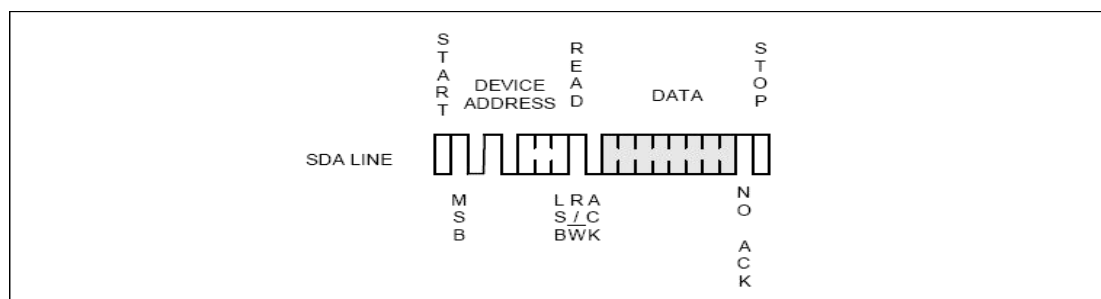 START
DEVICE
ADDRESS
READ
DATA
STOP
SDA LINE
MSB
LSB
R/W
ACK
NO ACK